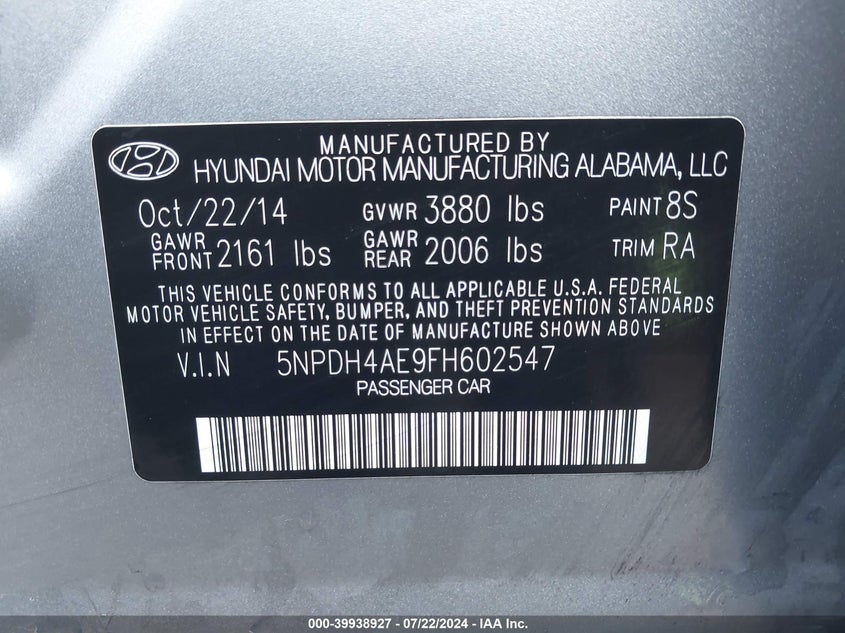 MANUFACTURED BY
HYUNDAI MOTOR MANUFACTURING ALABAMA, LLC
Oct/22/14 GVWR 3880 lbs PAINT 8S
GAWR FRONT 2161 lbs GAWR REAR 2006 lbs TRIM RA
THIS VEHICLE CONFORMS TO ALL APPLICABLE U.S.A. FEDERAL
MOTOR VEHICLE SAFETY, BUMPER, AND THEFT PREVENTION STANDARDS
IN EFFECT ON THE DATE OF MANUFACTURE SHOWN ABOVE
V.I.N 5NPDH4AE9FH602547
PASSENGER CAR
000-39938927 - 07/22/2024 - IAA Inc.